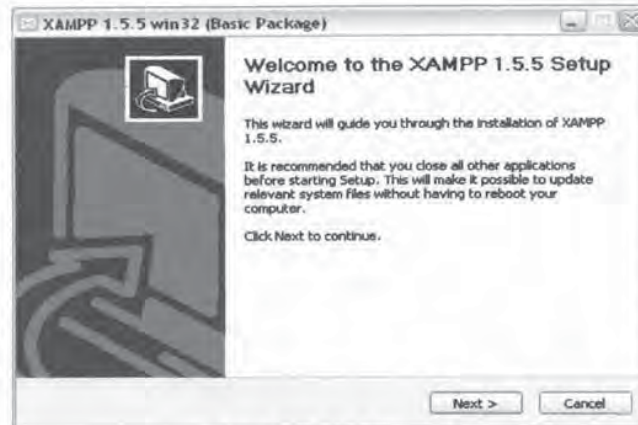 XAMPP 1.5.5 win32 (Basic Package)
Welcome to the XAMPP 1.5.5 Setup
Wizard
This wizard will guide you through the installation of XAMPP
1.5.5.
It is recommended that you close all other applications
before starting Setup. This will make it possible to update
relevant system files without having to reboot your
computer.
Click Next to continue.
Next >
Cancel